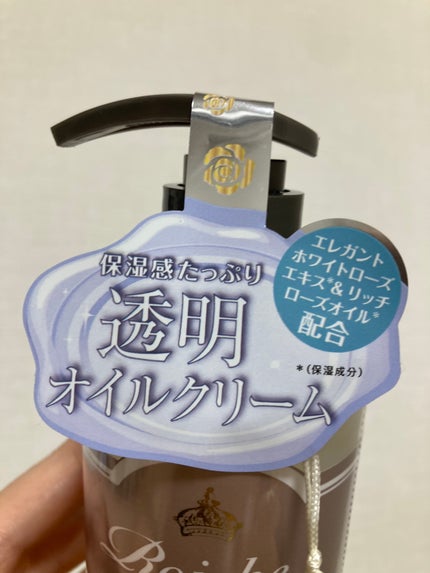 保湿感たっぷり
透明
オイルクリーム
エレガント
ホワイトローズ
エキス*&リッチ
ローズオイル*
配合
*(保湿成分)